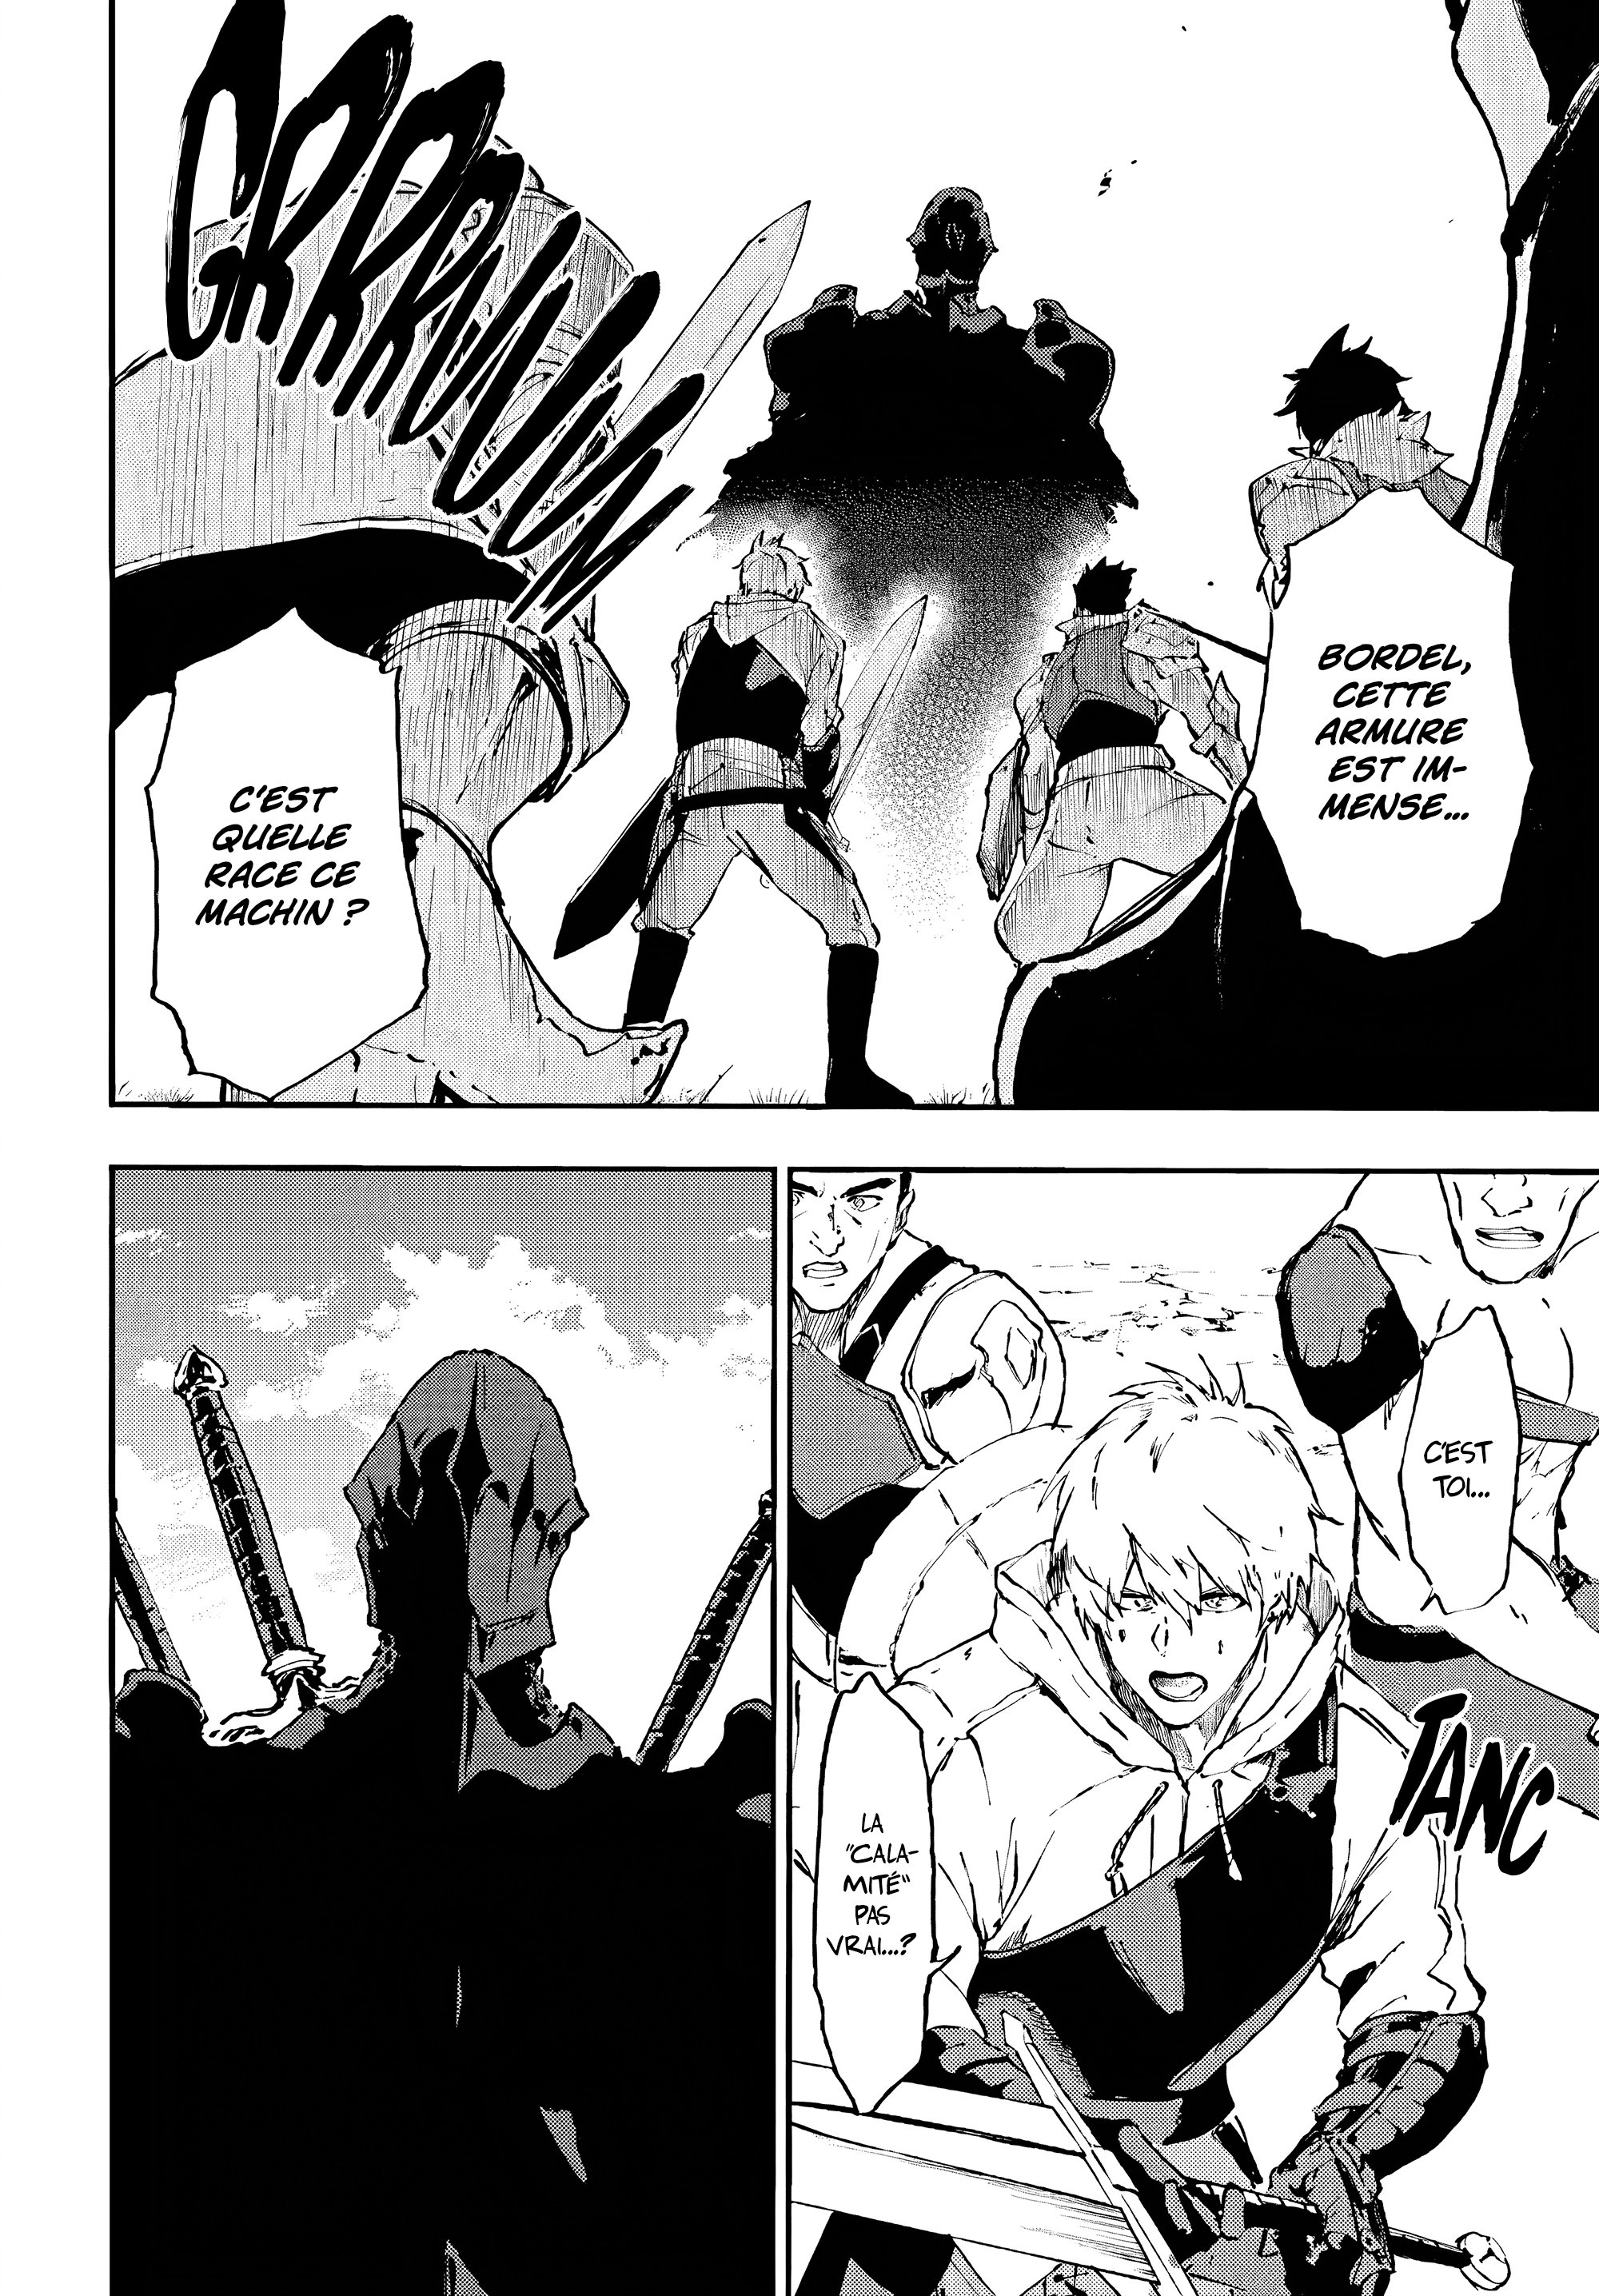 BORDEL,
CETTE
ARMURE
EST IM-
MENSE...
GRRRUUUM
C'EST
QUELLE
RACE CE
MACHIN ?
C'EST
TOI...
TANC
LA
"CALA-
MITÉ"
PAS
VRAI...?